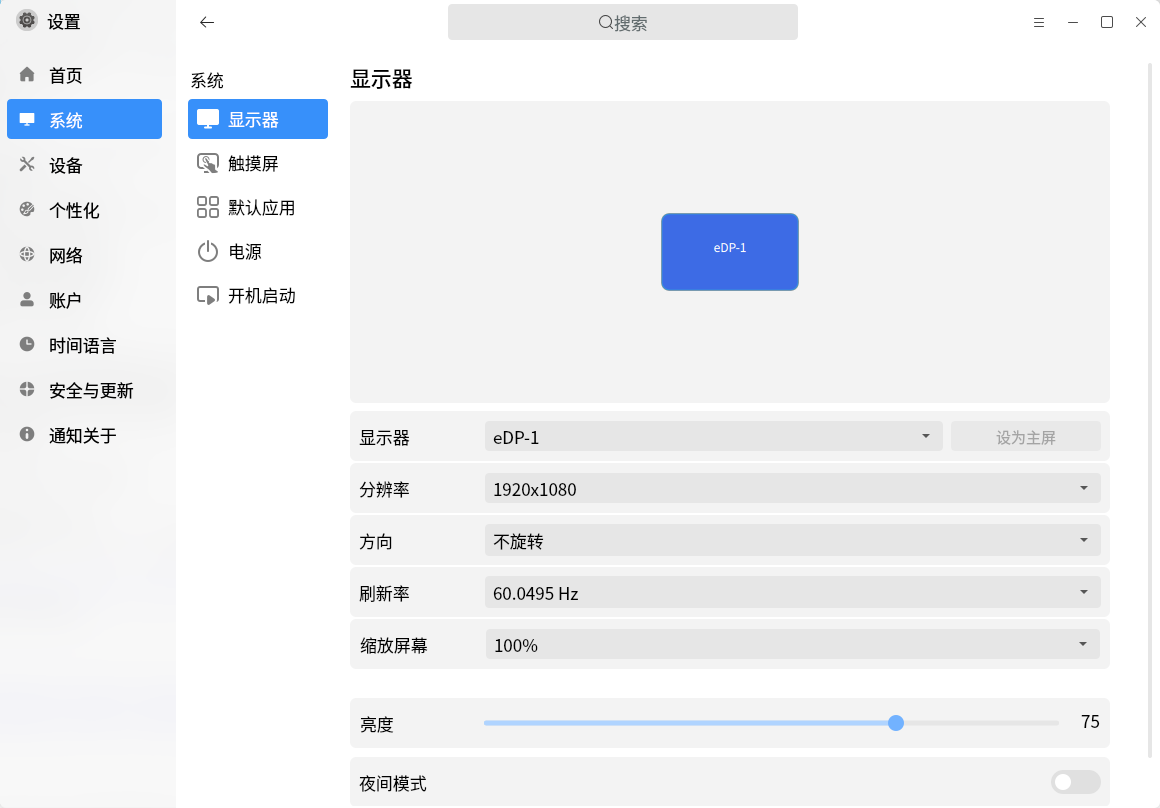 设置
搜索
首页
系统
设备
个性化
网络
账户
时间语言
安全与更新
通知关于
系统
显示器
触摸屏
默认应用
电源
开机启动
显示器
eDP-1
显示器 eDP-1 设为主屏
分辨率 1920x1080
方向 不旋转
刷新率 60.0495 Hz
缩放屏幕 100%
亮度 75
夜间模式